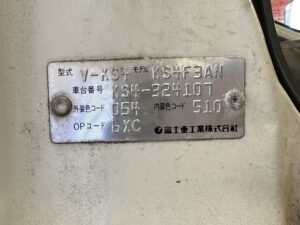 型式 V-KS4 モデル KS4F3AN
車台番号 KS4-324107
外装色コード 054 内装色コード 510
OPコード 6XC 富士重工業株式会社